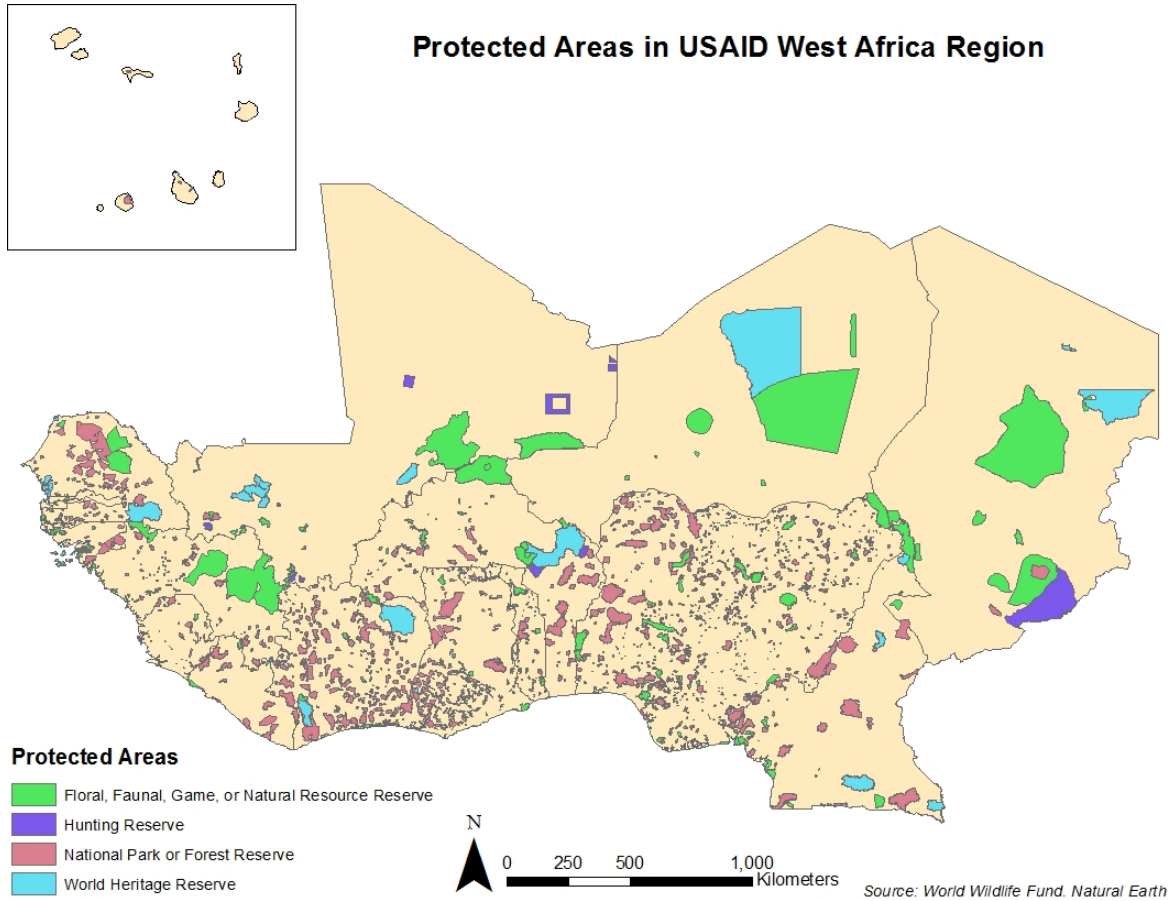 Protected Areas in USAID West Africa Region
Protected Areas
Floral, Faunal, Game, or Natural Resource Reserve
Hunting Reserve
National Park or Forest Reserve
World Heritage Reserve
N
0 250 500 1,000
Kilometers
Source: World Wildlife Fund. Natural Earth